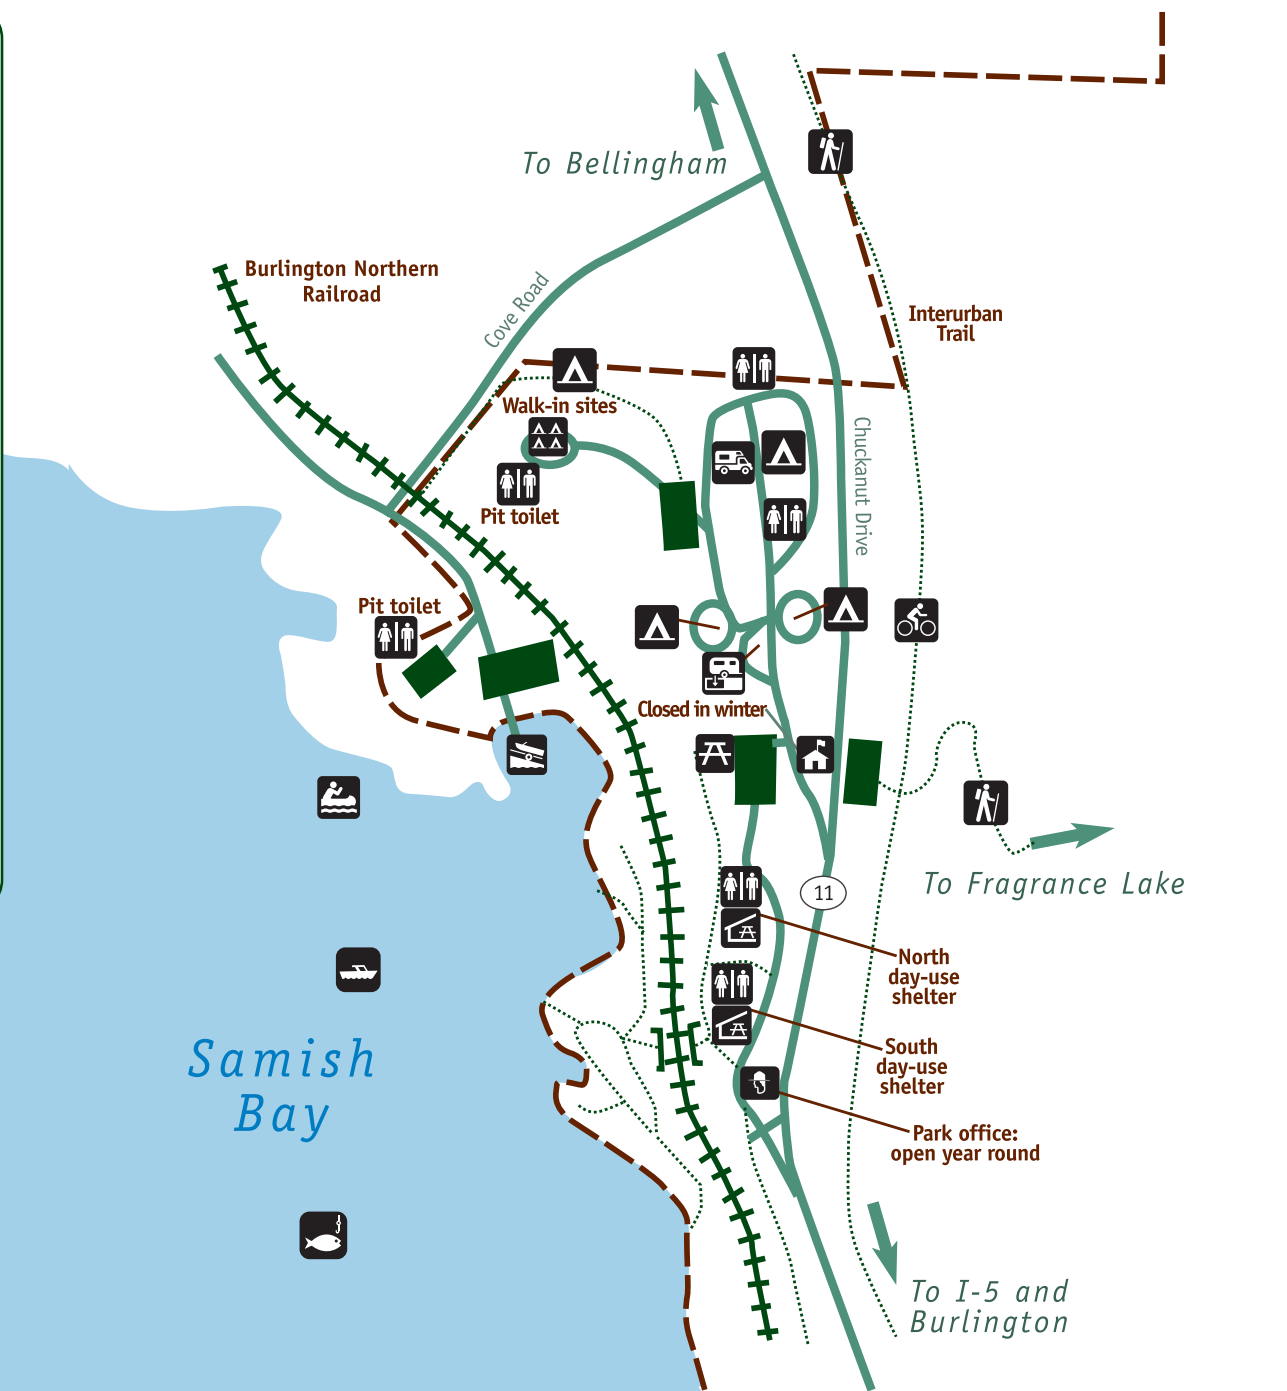 To Bellingham
Burlington Northern
Railroad
Cove Road
Interurban
Trail
Walk-in sites
Chuckanut Drive
Pit toilet
Pit toilet
Closed in winter
To Fragrance Lake
11
North
day-use
shelter
South
day-use
shelter
Samish
Bay
Park office:
open year round
To I-5 and
Burlington